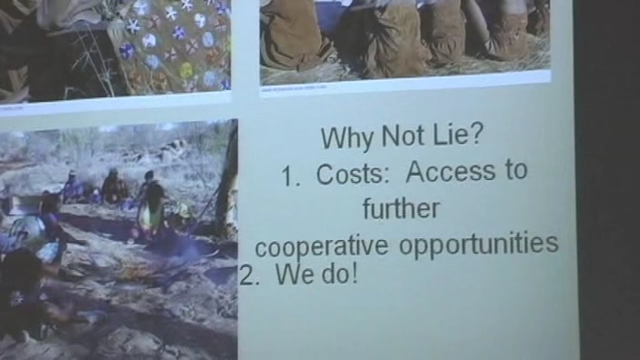 Why Not Lie?
1. Costs: Access to
further
cooperative opportunities
2. We do!